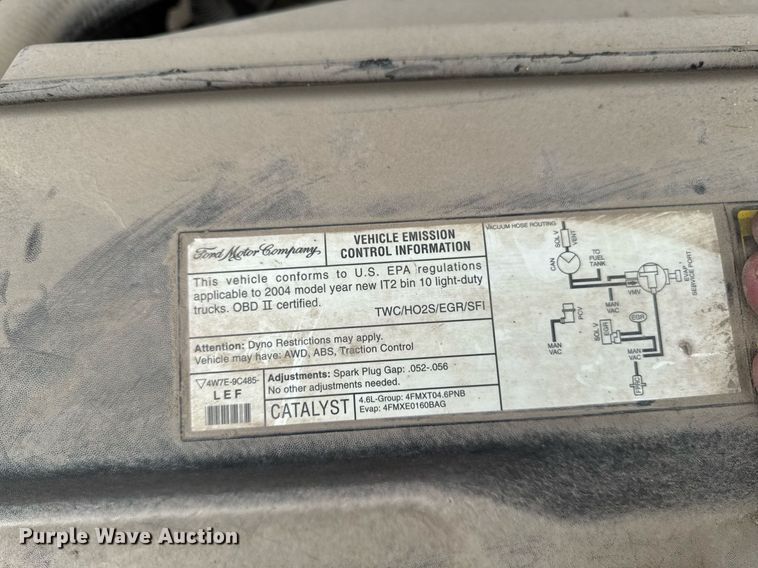 Ford Motor Company
VEHICLE EMISSION
CONTROL INFORMATION
This vehicle conforms to U.S. EPA regulations
applicable to 2004 model year new IT2 bin 10 light-duty
trucks. OBD II certified.
TWC/HO2S/EGR/SFI
Attention: Dyno Restrictions may apply.
Vehicle may have: AWD, ABS, Traction Control
4W7E-9C485-
LEF
Adjustments: Spark Plug Gap: .052-.056
No other adjustments needed.
CATALYST
4.6L-Group: 4FMXT04.6PNB
Evap: 4FMXE0160BAG
VACUUM HOSE ROUTING
SOL V
VENT
CAN
TO
FUEL
TANK
EVAP
SERVICE PORT
VMV
MAN
VAC
PCV
MAN
VAC
SOL V
EGR
EGR
MAN
VAC
FPRC
Purple Wave Auction